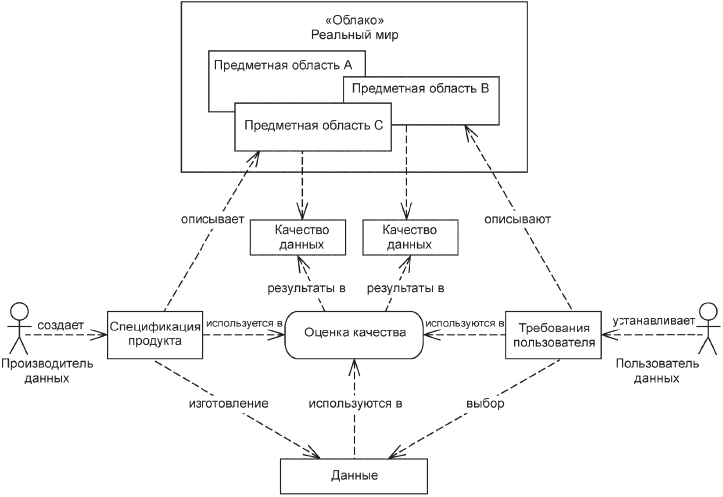 «Облако»
Реальный мир
Предметная область A
Предметная область B
Предметная область C
описывает
описывают
Качество
данных
Качество
данных
результаты в
результаты в
создает
Спецификация
продукта
используется в
Оценка качества
используются в
Требования
пользователя
устанавливает
Производитель
данных
Пользователь
данных
изготовление
используются в
выбор
Данные